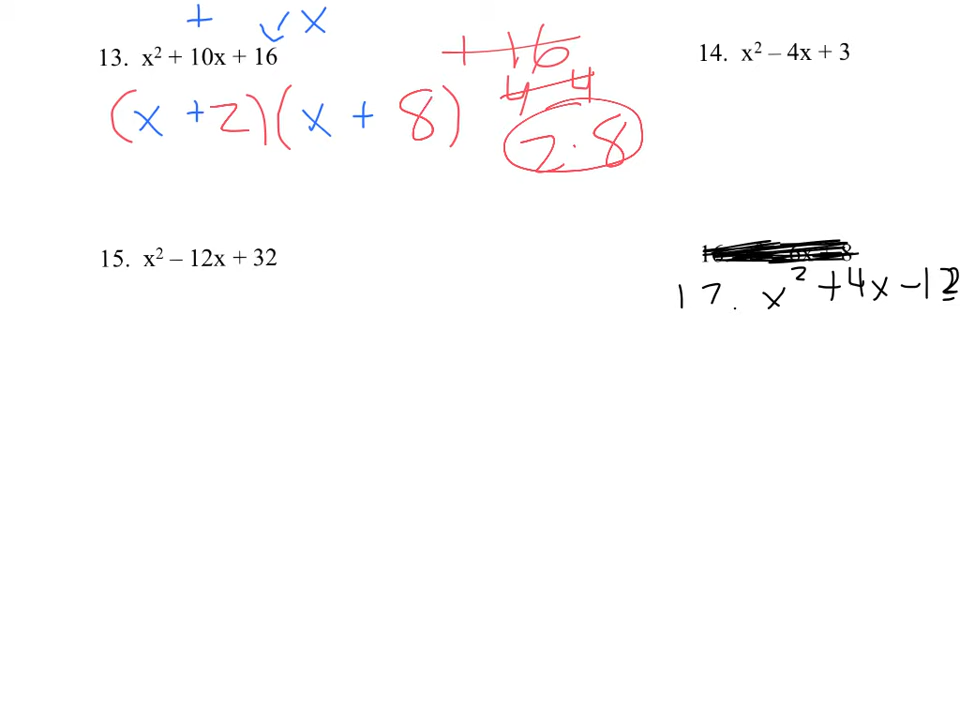 + ✓ x
13. x² + 10x + 16
+ 16
14. x² – 4x + 3
4 4
(x + 2)(x + 8)
2 · 8
15. x² – 12x + 32
17. x² + 4x – 12